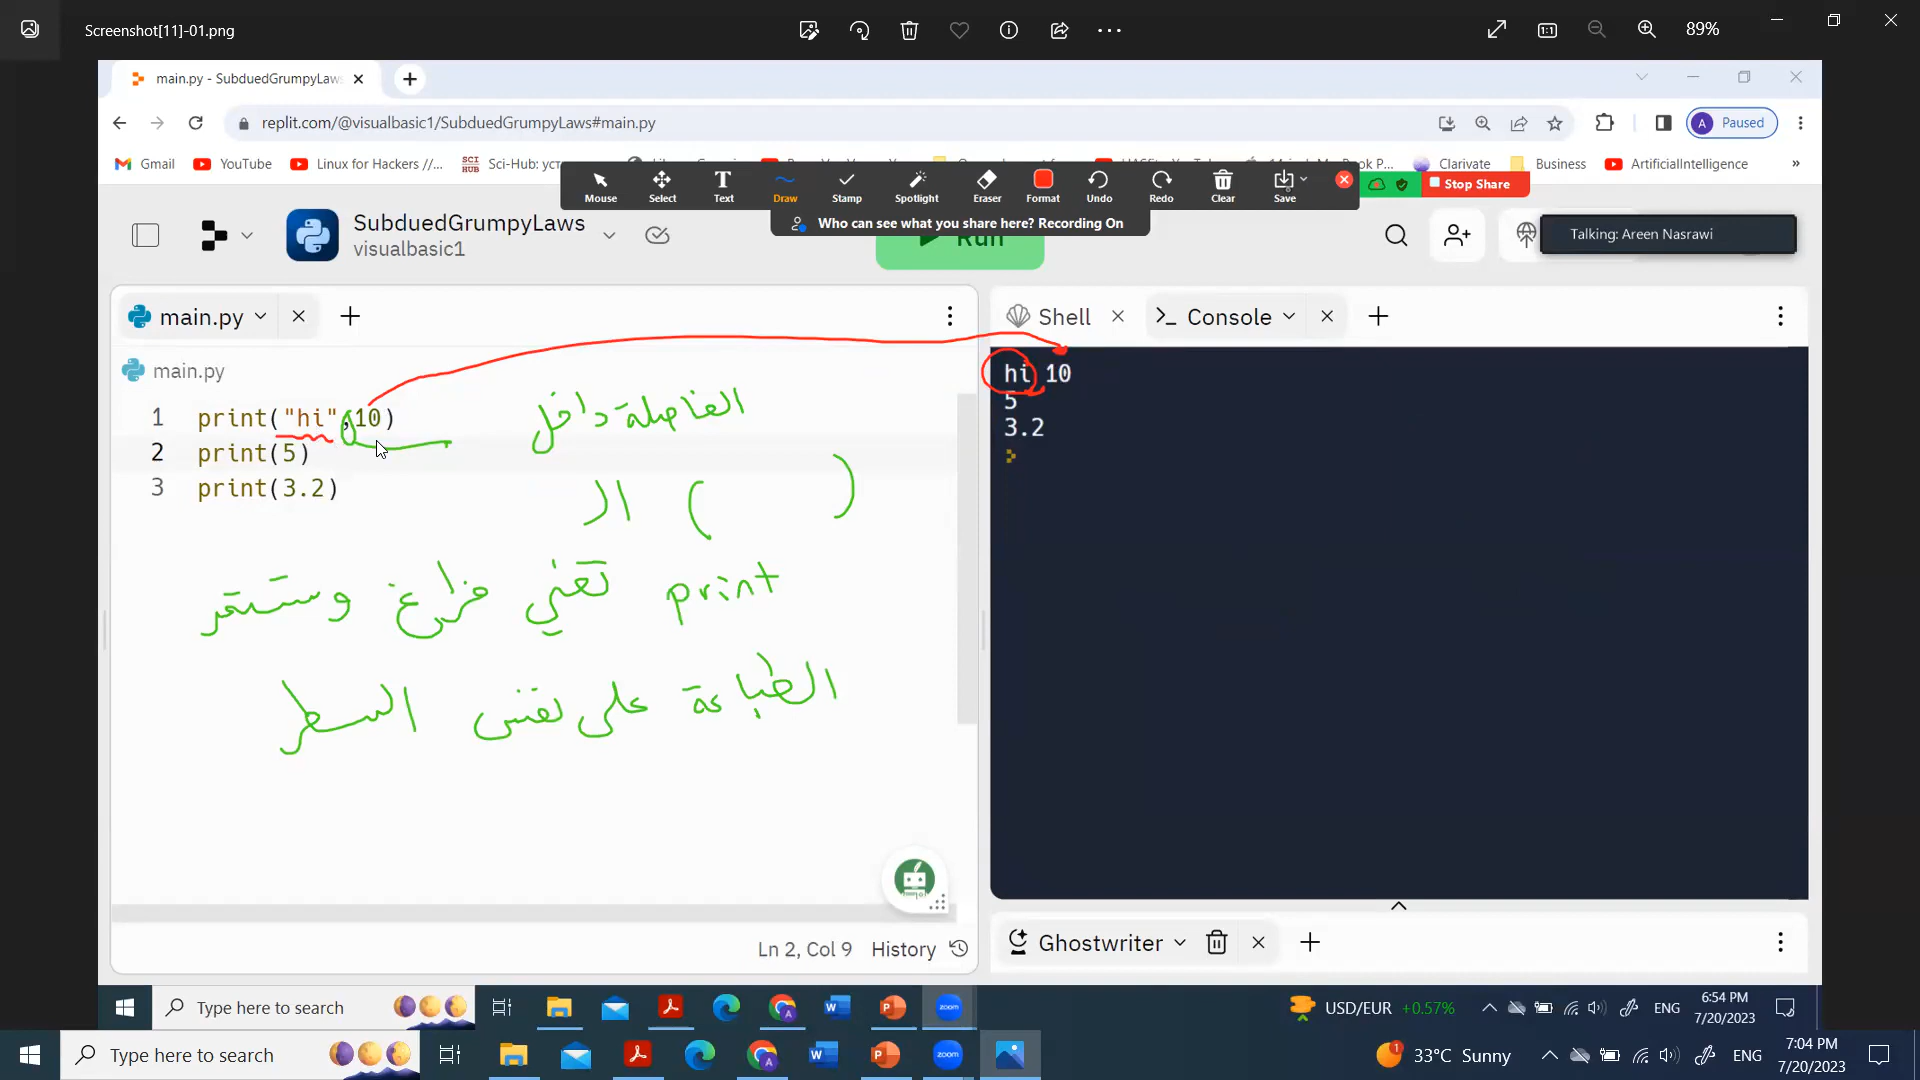 Screenshot[11]-01.png
89%
main.py - SubduedGrumpyLaws
replit.com/@visualbasic1/SubduedGrumpyLaws#main.py
A Paused
Gmail YouTube Linux for Hackers //... Sci-Hub: уст Clarivate Business ArtificialIntelligence »
Mouse Select Text Draw Stamp Spotlight Eraser Format Undo Redo Clear Save
Stop Share
Who can see what you share here? Recording On
SubduedGrumpyLaws
visualbasic1
Run
Talking: Areen Nasrawi
main.py
Shell
Console
main.py
1 print("hi",10)
2 print(5)
3 print(3.2)
hi 10
5
3.2
الفاصلة داخل
( ) ال
print تعني فراغ وستستمر
الطباعة على نفس السطر
Ln 2, Col 9 History
Ghostwriter
Type here to search
USD/EUR +0.57%
ENG
6:54 PM
7/20/2023
Type here to search
33°C Sunny
ENG
7:04 PM
7/20/2023